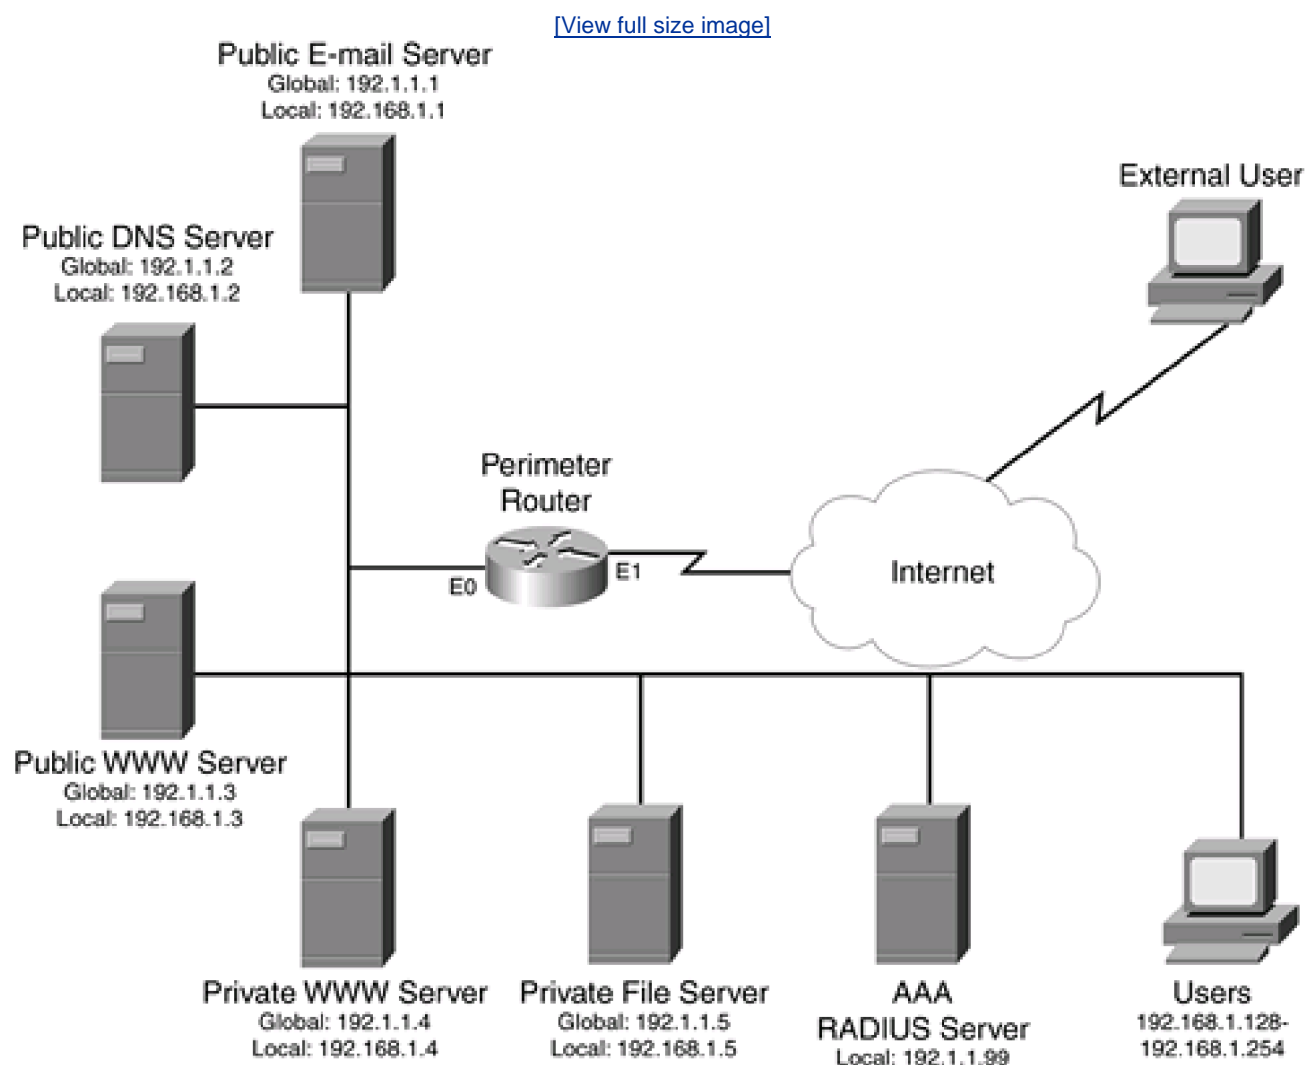 [View full size image]
Public E-mail Server
Global: 192.1.1.1
Local: 192.168.1.1
External User
Public DNS Server
Global: 192.1.1.2
Local: 192.168.1.2
Perimeter
Router
E0
E1
Internet
Public WWW Server
Global: 192.1.1.3
Local: 192.168.1.3
Private WWW Server
Global: 192.1.1.4
Local: 192.168.1.4
Private File Server
Global: 192.1.1.5
Local: 192.168.1.5
AAA
RADIUS Server
Local: 192.1.1.99
Users
192.168.1.128-
192.168.1.254